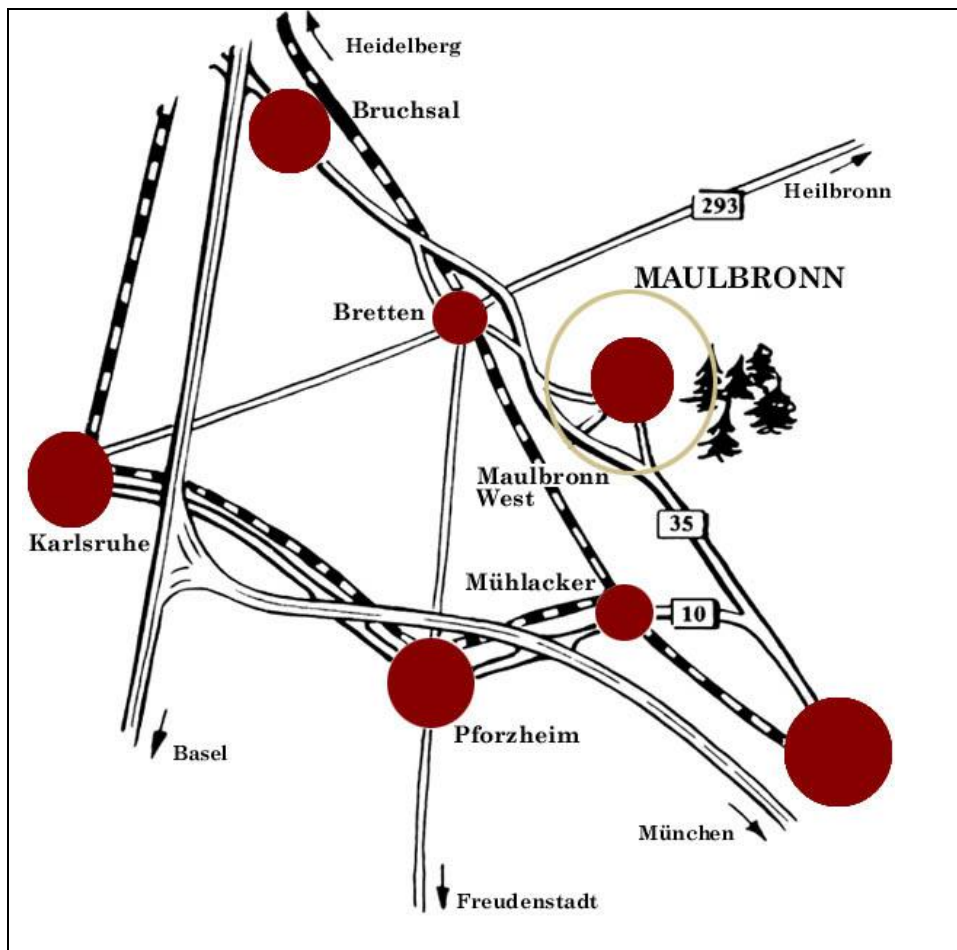 Heidelberg
Bruchsal
Heilbronn
293
MAULBRONN
Bretten
Maulbronn
West
35
Karlsruhe
Mühlacker
10
Pforzheim
Basel
München
Freudenstadt